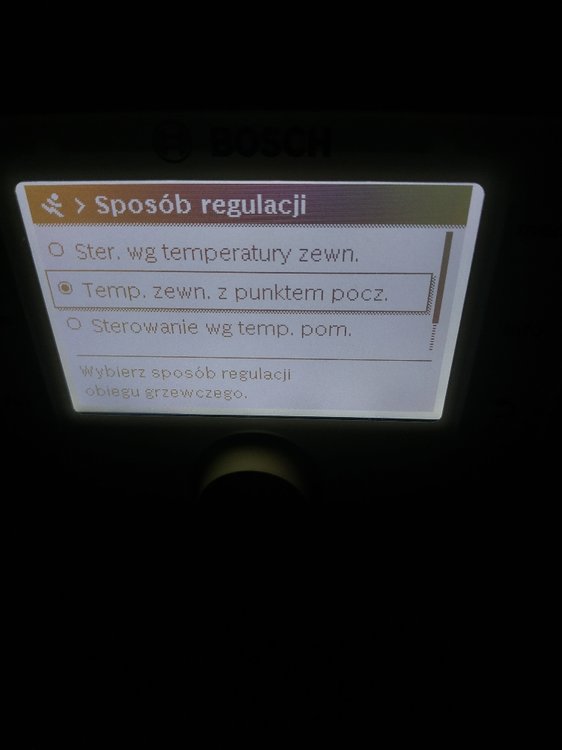 BOSCH
> Sposób regulacji
Ster. wg temperatury zewn.
Temp. zewn. z punktem pocz.
Sterowanie wg temp. pom.
Wybierz sposób regulacji
obiegu grzewczego.